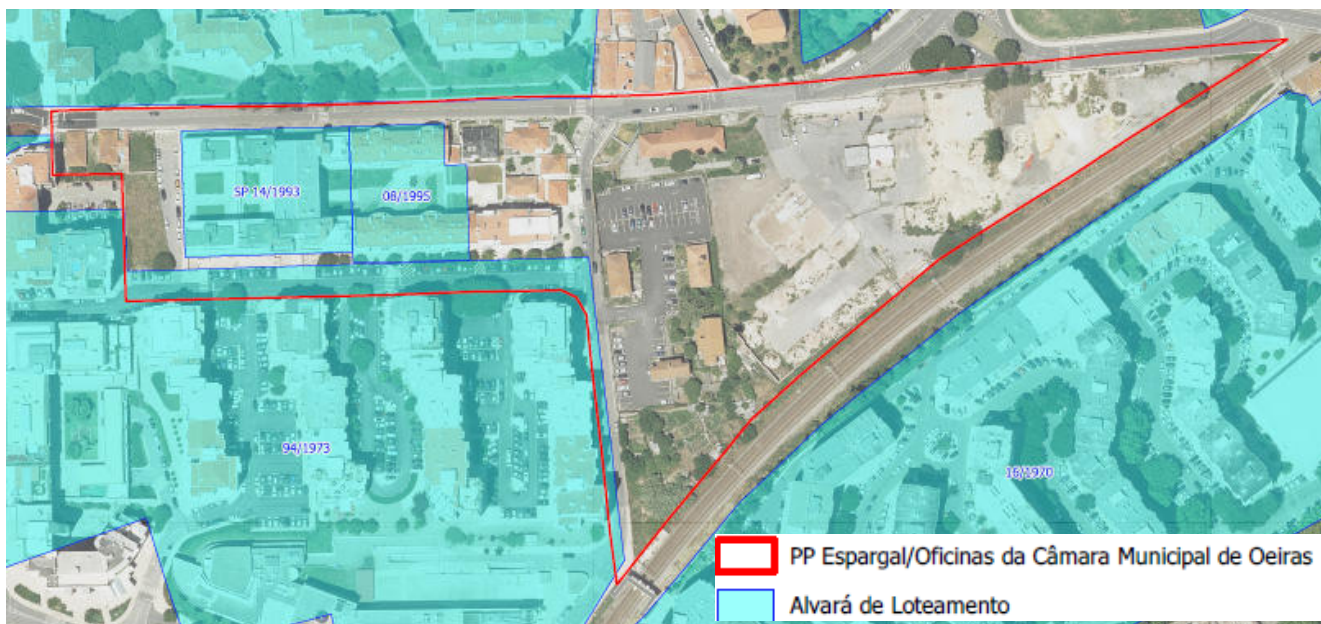 SP 14/1993
08/1995
94/1973
16/1970
PP Espargal/Oficinas da Câmara Municipal de Oeiras
Alvará de Loteamento